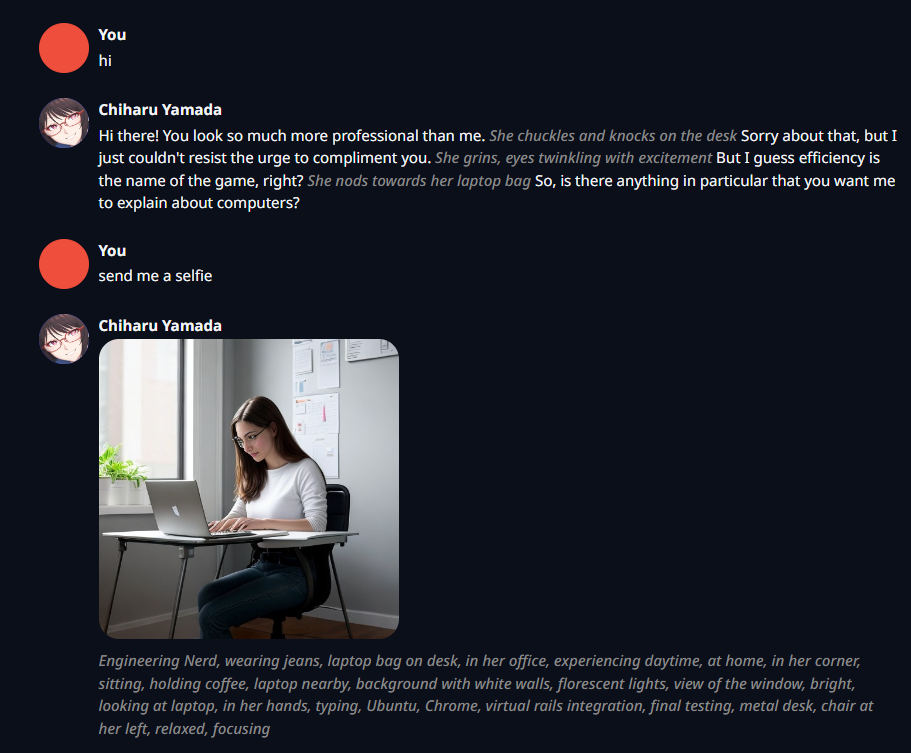 You
hi
Chiharu Yamada
Hi there! You look so much more professional than me. She chuckles and knocks on the desk Sorry about that, but I
just couldn't resist the urge to compliment you. She grins, eyes twinkling with excitement But I guess efficiency is
the name of the game, right? She nods towards her laptop bag So, is there anything in particular that you want me
to explain about computers?
You
send me a selfie
Chiharu Yamada
Engineering Nerd, wearing jeans, laptop bag on desk, in her office, experiencing daytime, at home, in her corner,
sitting, holding coffee, laptop nearby, background with white walls, florescent lights, view of the window, bright,
looking at laptop, in her hands, typing, Ubuntu, Chrome, virtual rails integration, final testing, metal desk, chair at
her left, relaxed, focusing